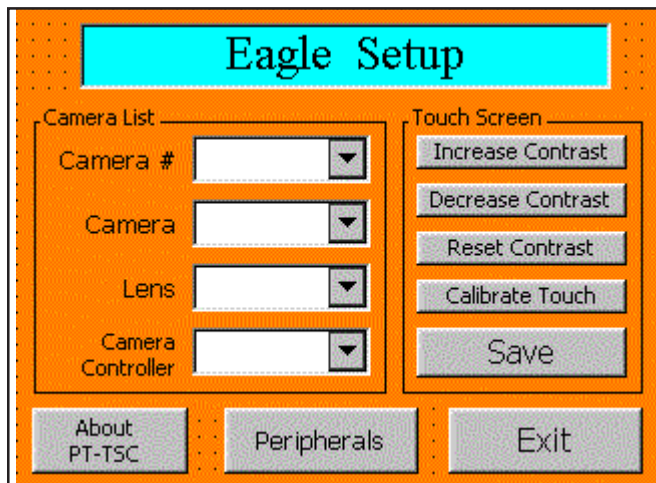 Eagle Setup
Camera List
Camera #
Camera
Lens
Camera
Controller
Touch Screen
Increase Contrast
Decrease Contrast
Reset Contrast
Calibrate Touch
Save
About
PT-TSC
Peripherals
Exit